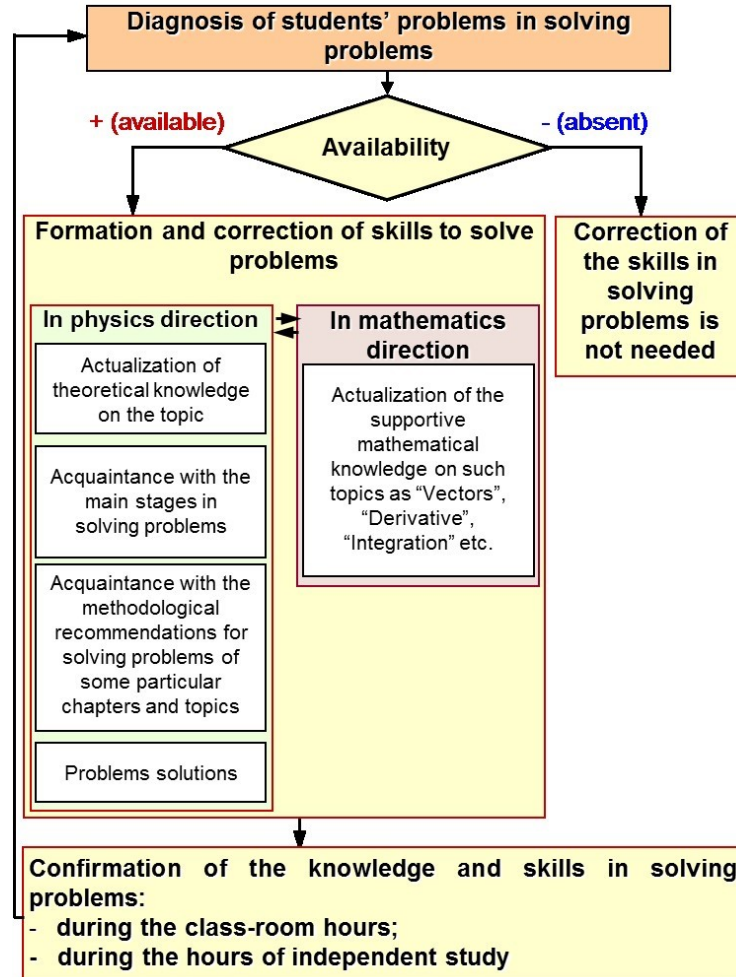 Diagnosis of students’ problems in solving
problems
+ (available)
- (absent)
Availability
Formation and correction of skills to solve
problems
In physics direction
Actualization of
theoretical knowledge
on the topic
Acquaintance with the
main stages in
solving problems
Acquaintance with the
methodological
recommendations for
solving problems of
some particular
chapters and topics
Problems solutions
In mathematics
direction
Actualization of the
supportive
mathematical
knowledge on such
topics as “Vectors”,
“Derivative”,
“Integration” etc.
Correction of
the skills in
solving
problems is
not needed
Confirmation of the knowledge and skills in solving
problems:
- during the class-room hours;
- during the hours of independent study